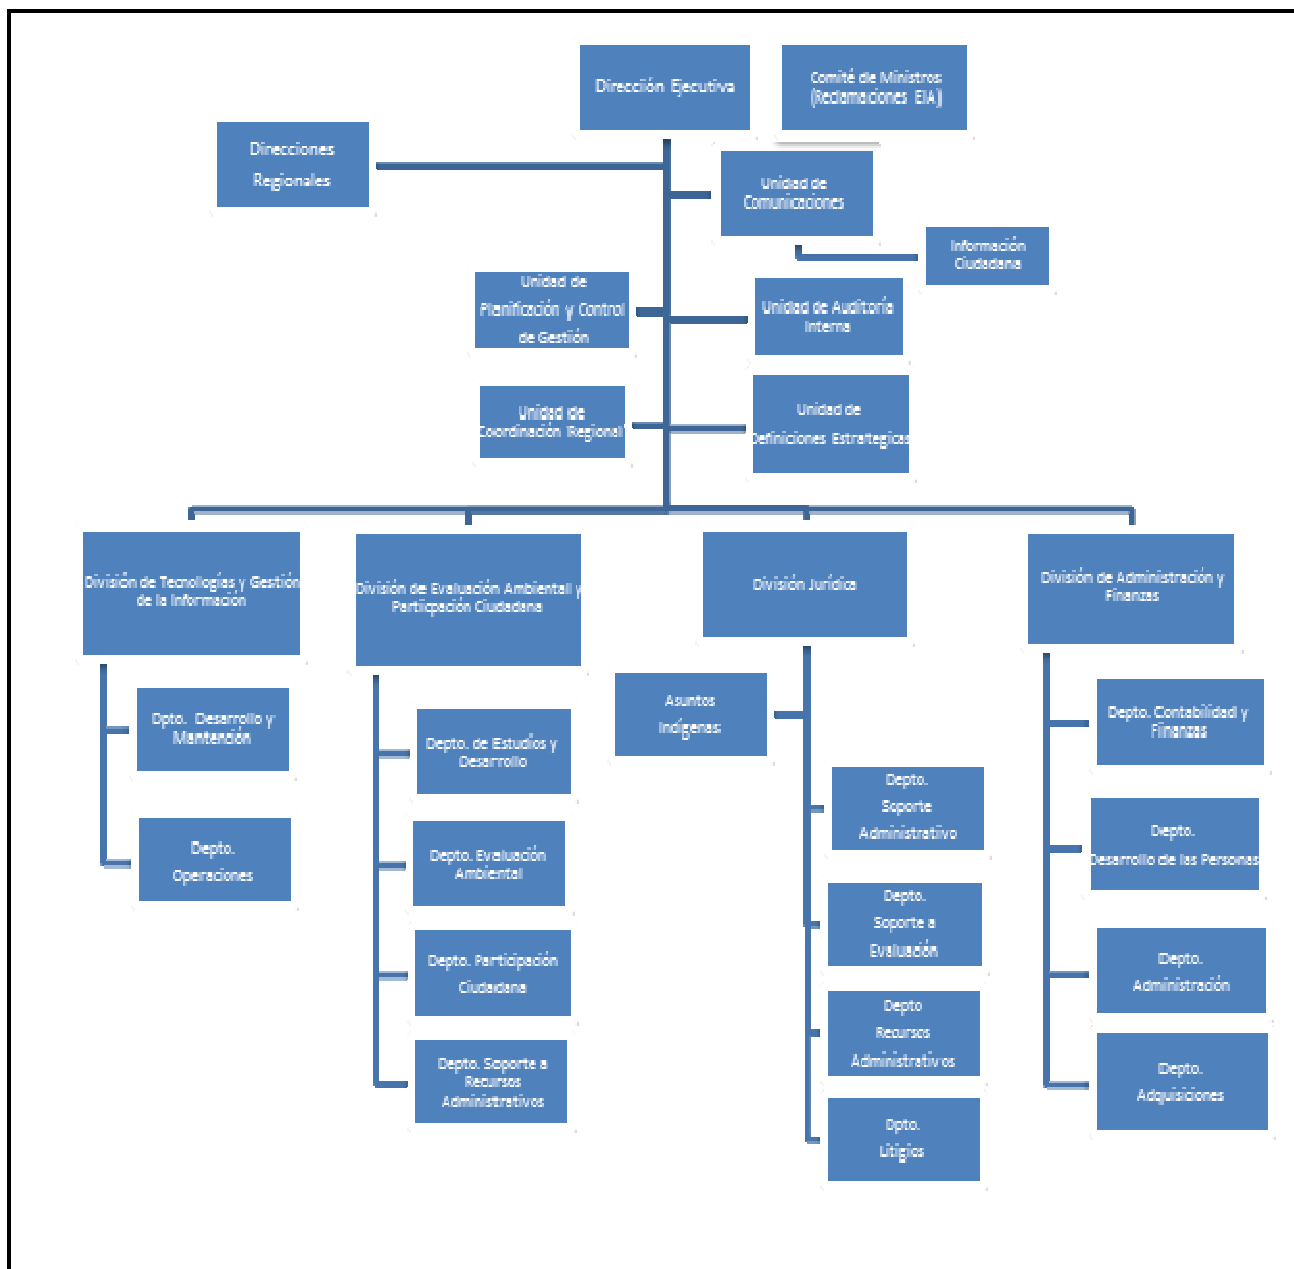 Dirección Ejecutiva
Comité de Ministros
(Reclamaciones EIA)
Direcciones
Regionales
Unidad de
Comunicaciones
Información
Ciudadana
Unidad de
Planificación y Control
de Gestión
Unidad de Auditoría
Interna
Unidad de
Coordinación Regional
Unidad de
Definiciones Estrategicas
División de Tecnologías y Gestión
de la Información
División de Evaluación Ambiental y
Particpación Ciudadana
División Jurídica
División de Administración y
Finanzas
Dpto. Desarrollo y
Mantención
Depto.
Operaciones
Depto. de Estudios y
Desarrollo
Depto. Evaluación
Ambiental
Depto. Participación
Ciudadana
Depto. Soporte a
Recursos
Administrativos
Asuntos
Indígenas
Depto.
Soporte
Administrativo
Depto.
Soporte a
Evaluación
Depto
Recursos
Administrativos
Dpto.
Litigios
Depto. Contabilidad y
Finanzas
Depto.
Desarrollo de las Personas
Depto.
Administración
Depto.
Adquisiciones